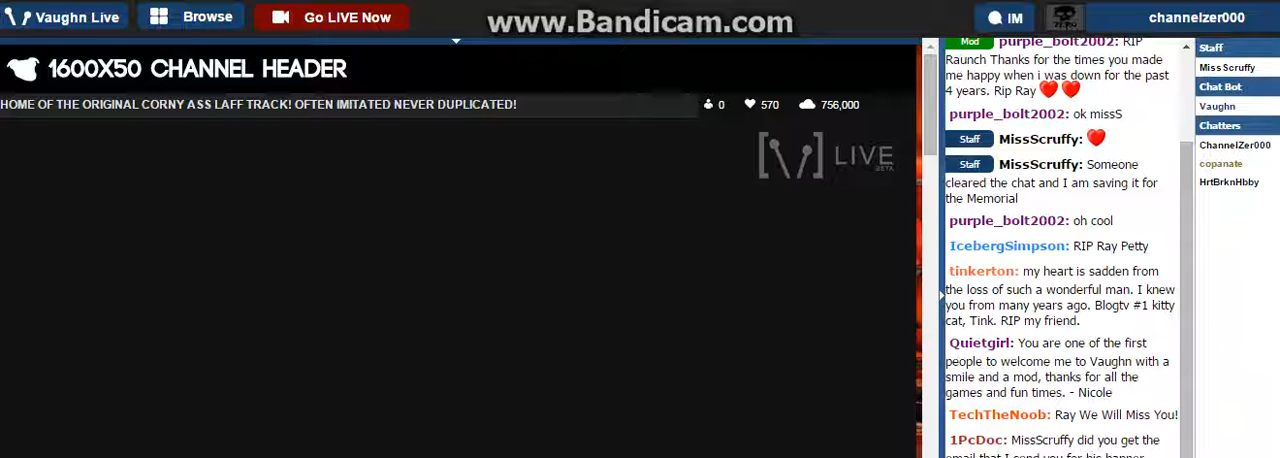 Vaughn Live
Browse
Go LIVE Now
www.Bandicam.com
IM
ZERO
channelzer000
1600X50 CHANNEL HEADER
HOME OF THE ORIGINAL CORNY ASS LAFF TRACK! OFTEN IMITATED NEVER DUPLICATED!
0
570
756,000
LIVE
BETA
Mod purple_bolt2002: RIP
Raunch Thanks for the times you made
me happy when i was down for the past
4 years. Rip Ray
purple_bolt2002: ok missS
Staff MissScruffy:
Staff MissScruffy: Someone
cleared the chat and I am saving it for
the Memorial
purple_bolt2002: oh cool
IcebergSimpson: RIP Ray Petty
tinkerton: my heart is sadden from
the loss of such a wonderful man. I knew
you from many years ago. Blogtv #1 kitty
cat, Tink. RIP my friend.
Quietgirl: You are one of the first
people to welcome me to Vaughn with a
smile and a mod, thanks for all the
games and fun times. - Nicole
TechTheNoob: Ray We Will Miss You!
1PcDoc: MissScruffy did you get the
email that I send you for his banner
Staff
MissScruffy
Chat Bot
Vaughn
Chatters
ChannelZer000
copanate
HrtBrknHbby